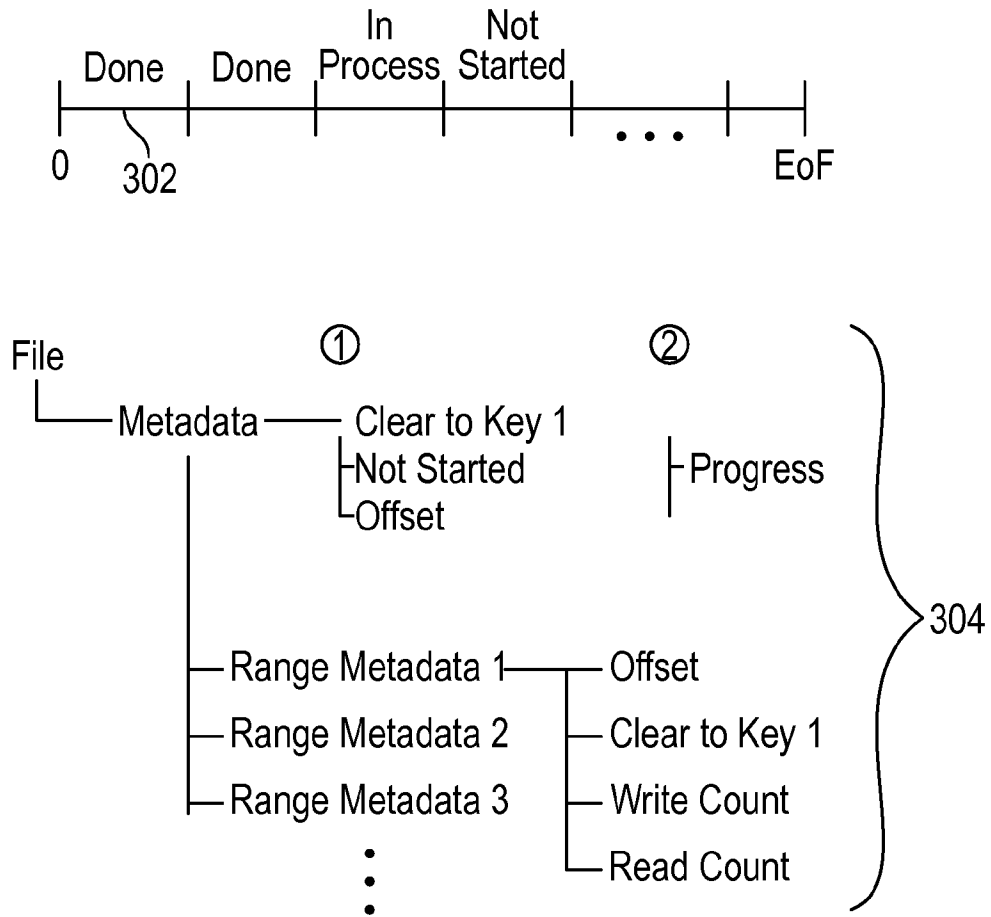 In Not
Done Done Process Started
0 302 • • • EoF
① ②
File
Metadata Clear to Key 1
Not Started Progress
Offset
304
Range Metadata 1 Offset
Range Metadata 2 Clear to Key 1
Range Metadata 3 Write Count
Read Count